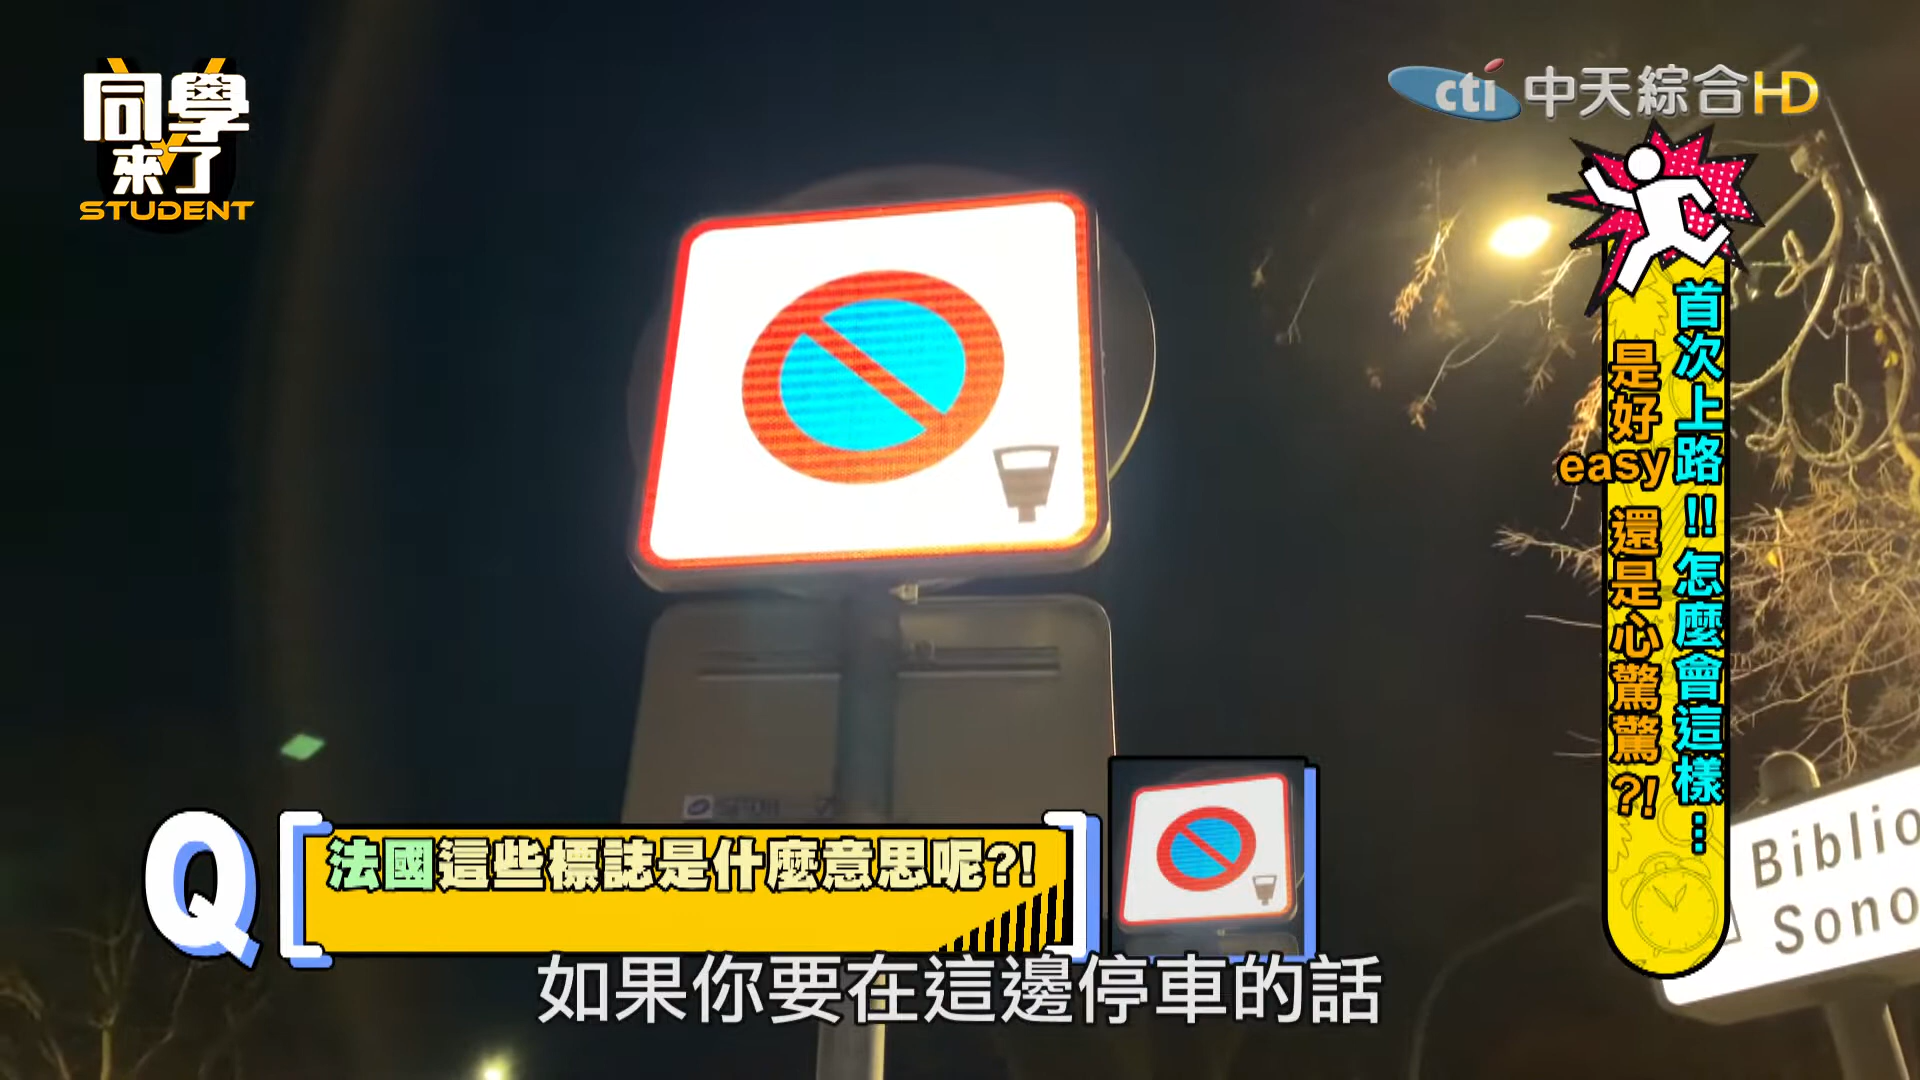 同學
來了
STUDENT
cti 中天綜合HD
首次上路!!怎麼會這樣...
是好easy 還是心驚驚?!
Biblio
Sono
Q
法國這些標誌是什麼意思呢?!
如果你要在這邊停車的話